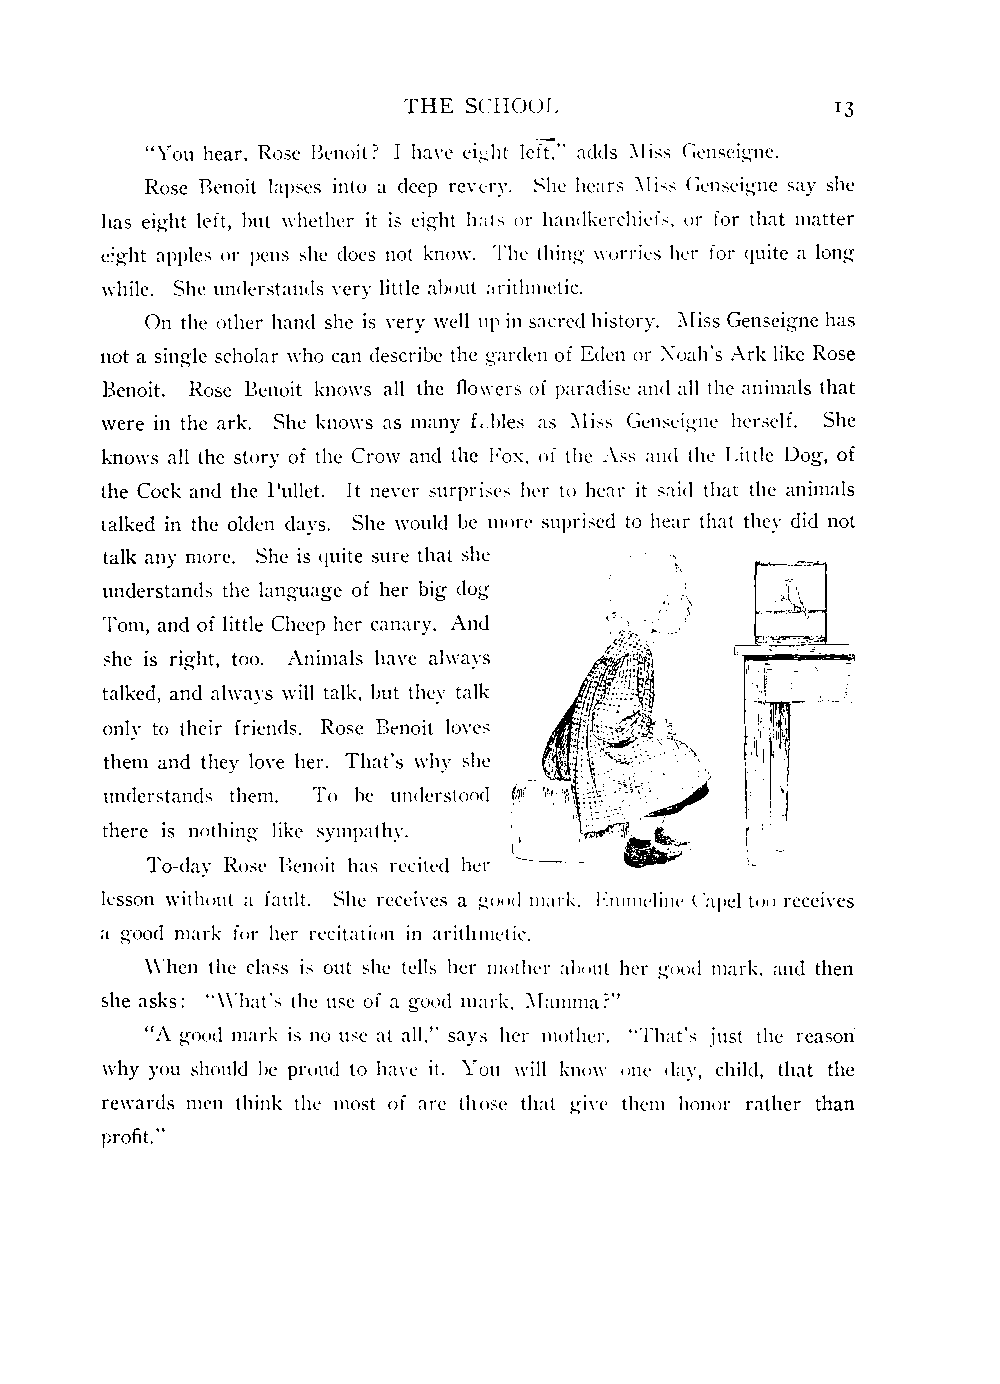 THE SCHOOL 13
"You hear, Rose Benoit? I have eight left," adds Miss Genseigne.
Rose Benoit lapses into a deep revery. She hears Miss Genseigne say she
has eight left, but whether it is eight hats or handkerchiefs, or for that matter
eight apples or pens she does not know. The thing worries her for quite a long
while. She understands very little about arithmetic.
On the other hand she is very well up in sacred history. Miss Genseigne has
not a single scholar who can describe the garden of Eden or Noah's Ark like Rose
Benoit. Rose Benoit knows all the flowers of paradise and all the animals that
were in the ark. She knows as many fables as Miss Genseigne herself. She
knows all the story of the Crow and the Fox, of the Ass and the Little Dog, of
the Cock and the Pullet. It never surprises her to hear it said that the animals
talked in the olden days. She would be more suprised to hear that they did not
talk any more. She is quite sure that she
understands the language of her big dog
Tom, and of little Cheep her canary. And
she is right, too. Animals have always
talked, and always will talk, but they talk
only to their friends. Rose Benoit loves
them and they love her. That's why she
understands them. To be understood
there is nothing like sympathy.
To-day Rose Benoit has recited her
lesson without a fault. She receives a good mark. Emmeline Capel too receives
a good mark for her recitation in arithmetic.
When the class is out she tells her mother about her good mark, and then
she asks: "What's the use of a good mark, Mamma?"
"A good mark is no use at all," says her mother. "That's just the reason
why you should be proud to have it. You will know one day, child, that the
rewards men think the most of are those that give them honor rather than
profit."